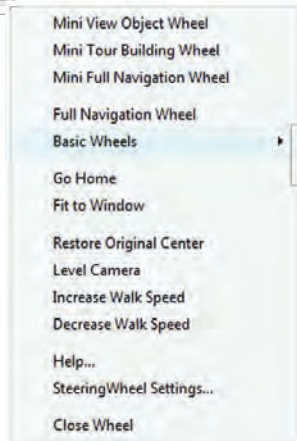 Mini View Object Wheel
Mini Tour Building Wheel
Mini Full Navigation Wheel
Full Navigation Wheel
Basic Wheels
Go Home
Fit to Window
Restore Original Center
Level Camera
Increase Walk Speed
Decrease Walk Speed
Help...
SteeringWheel Settings...
Close Wheel